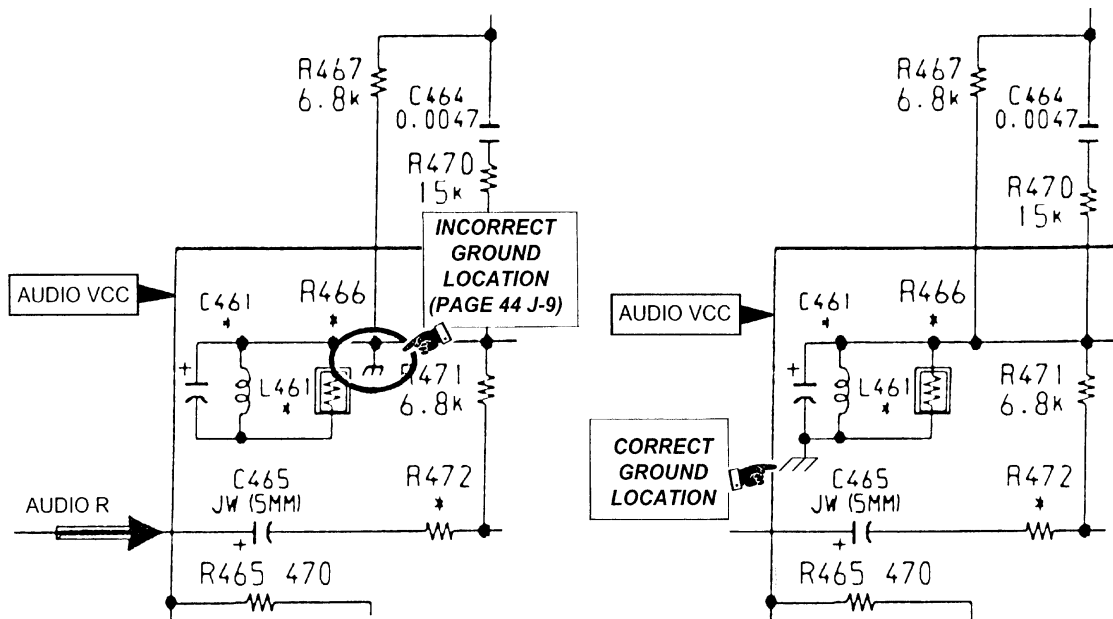 R467
6.8K
C464
0.0047
R470
15K
INCORRECT
GROUND
LOCATION
(PAGE 44 J-9)
AUDIO VCC
C461
*
R466
*
+
L461
*
R471
6.8K
C465
JW (5MM)
+
R472
*
AUDIO R
R465 470
R467
6.8K
C464
0.0047
R470
15K
AUDIO VCC
C461
*
R466
*
+
L461
*
R471
6.8K
CORRECT
GROUND
LOCATION
C465
JW (5MM)
+
R472
*
R465 470